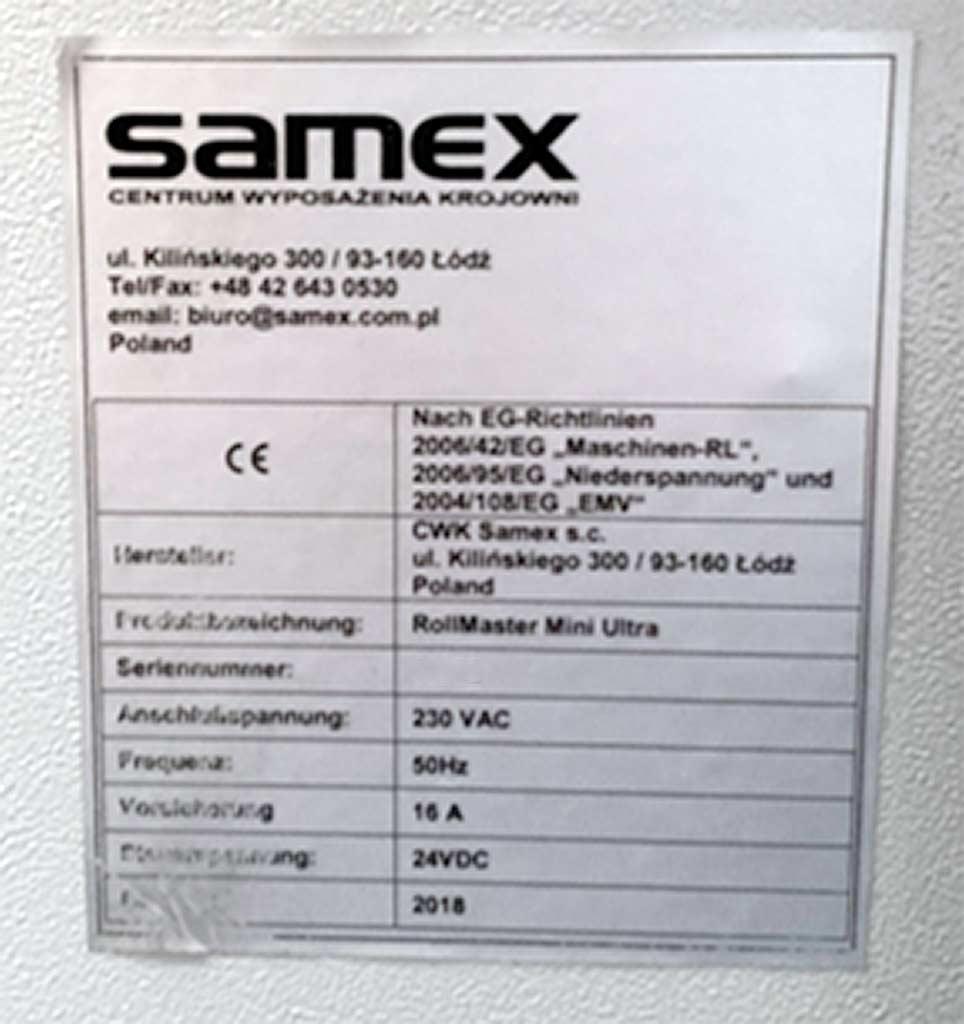 samex
CENTRUM WYPOSAŻENIA KROJOWNI
ul. Kilińskiego 300 / 93-160 Łódź
Tel/Fax: +48 42 643 0530
email: biuro@samex.com.pl
Poland
CE
Nach EG-Richtlinien
2006/42/EG „Maschinen-RL“,
2006/95/EG „Niederspannung“ und
2004/108/EG „EMV“
Hersteller:
CWK Samex s.c.
ul. Kilińskiego 300 / 93-160 Łódź
Poland
Produktbezeichnung:
RollMaster Mini Ultra
Seriennummer:
Anschlußspannung:
230 VAC
Frequenz:
50Hz
Vorsicherung
16 A
24VDC
2018